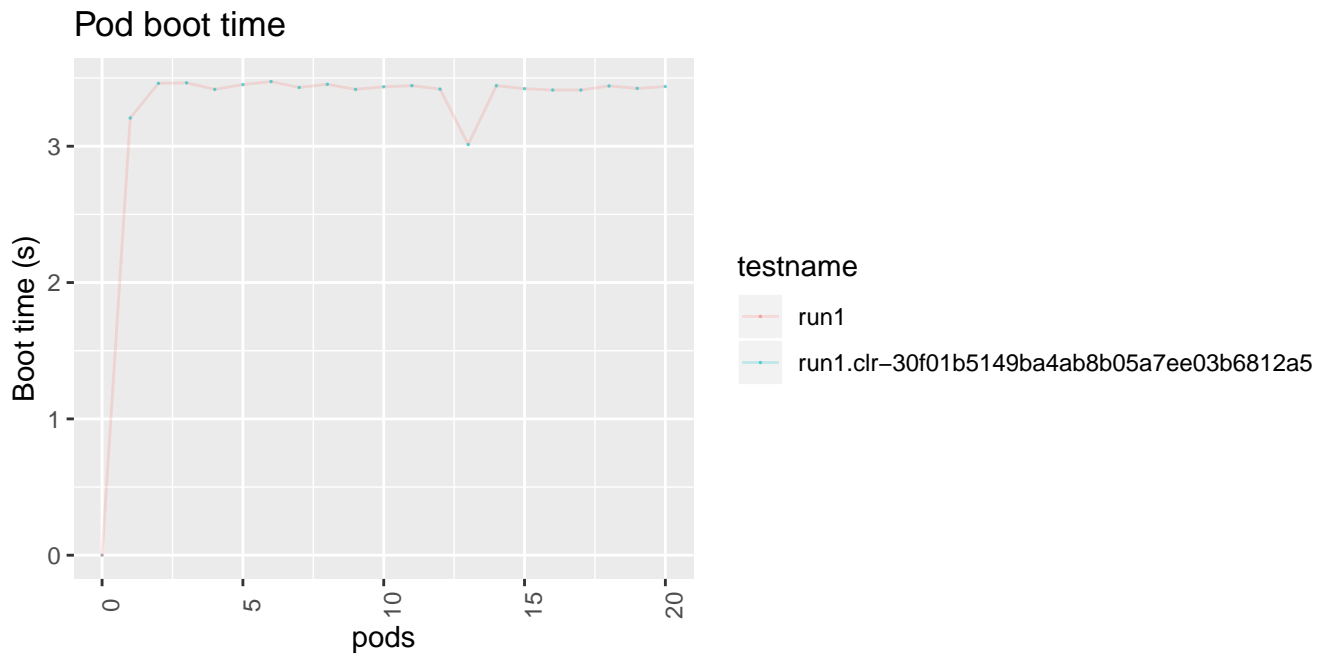 Pod boot time
Boot time (s)
3
2
1
0
0
5
10
15
20
pods
testname
run1
run1.clr−30f01b5149ba4ab8b05a7ee03b6812a5